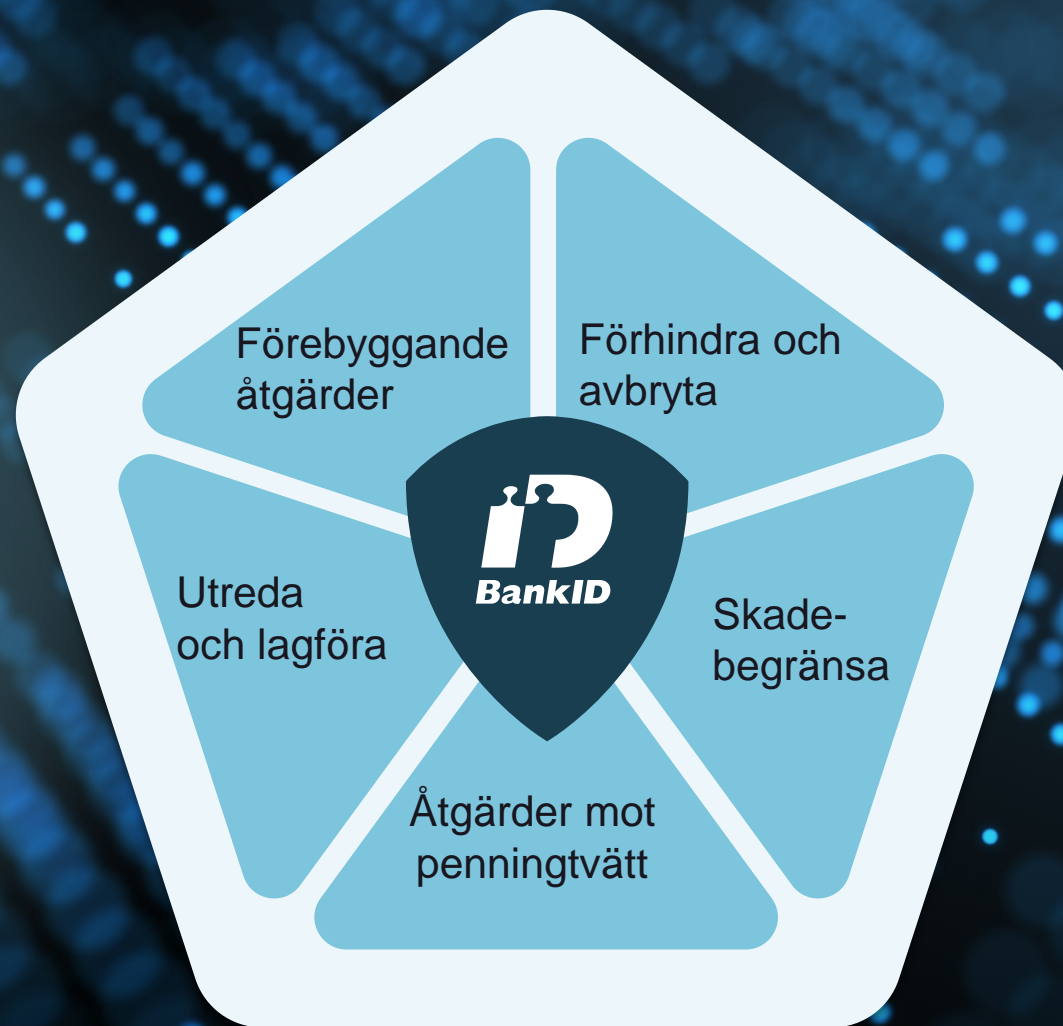 Förebyggande
åtgärder
Förhindra och
avbryta
BankID
Utreda
och lagföra
Skade-
begränsa
Åtgärder mot
penningtvätt